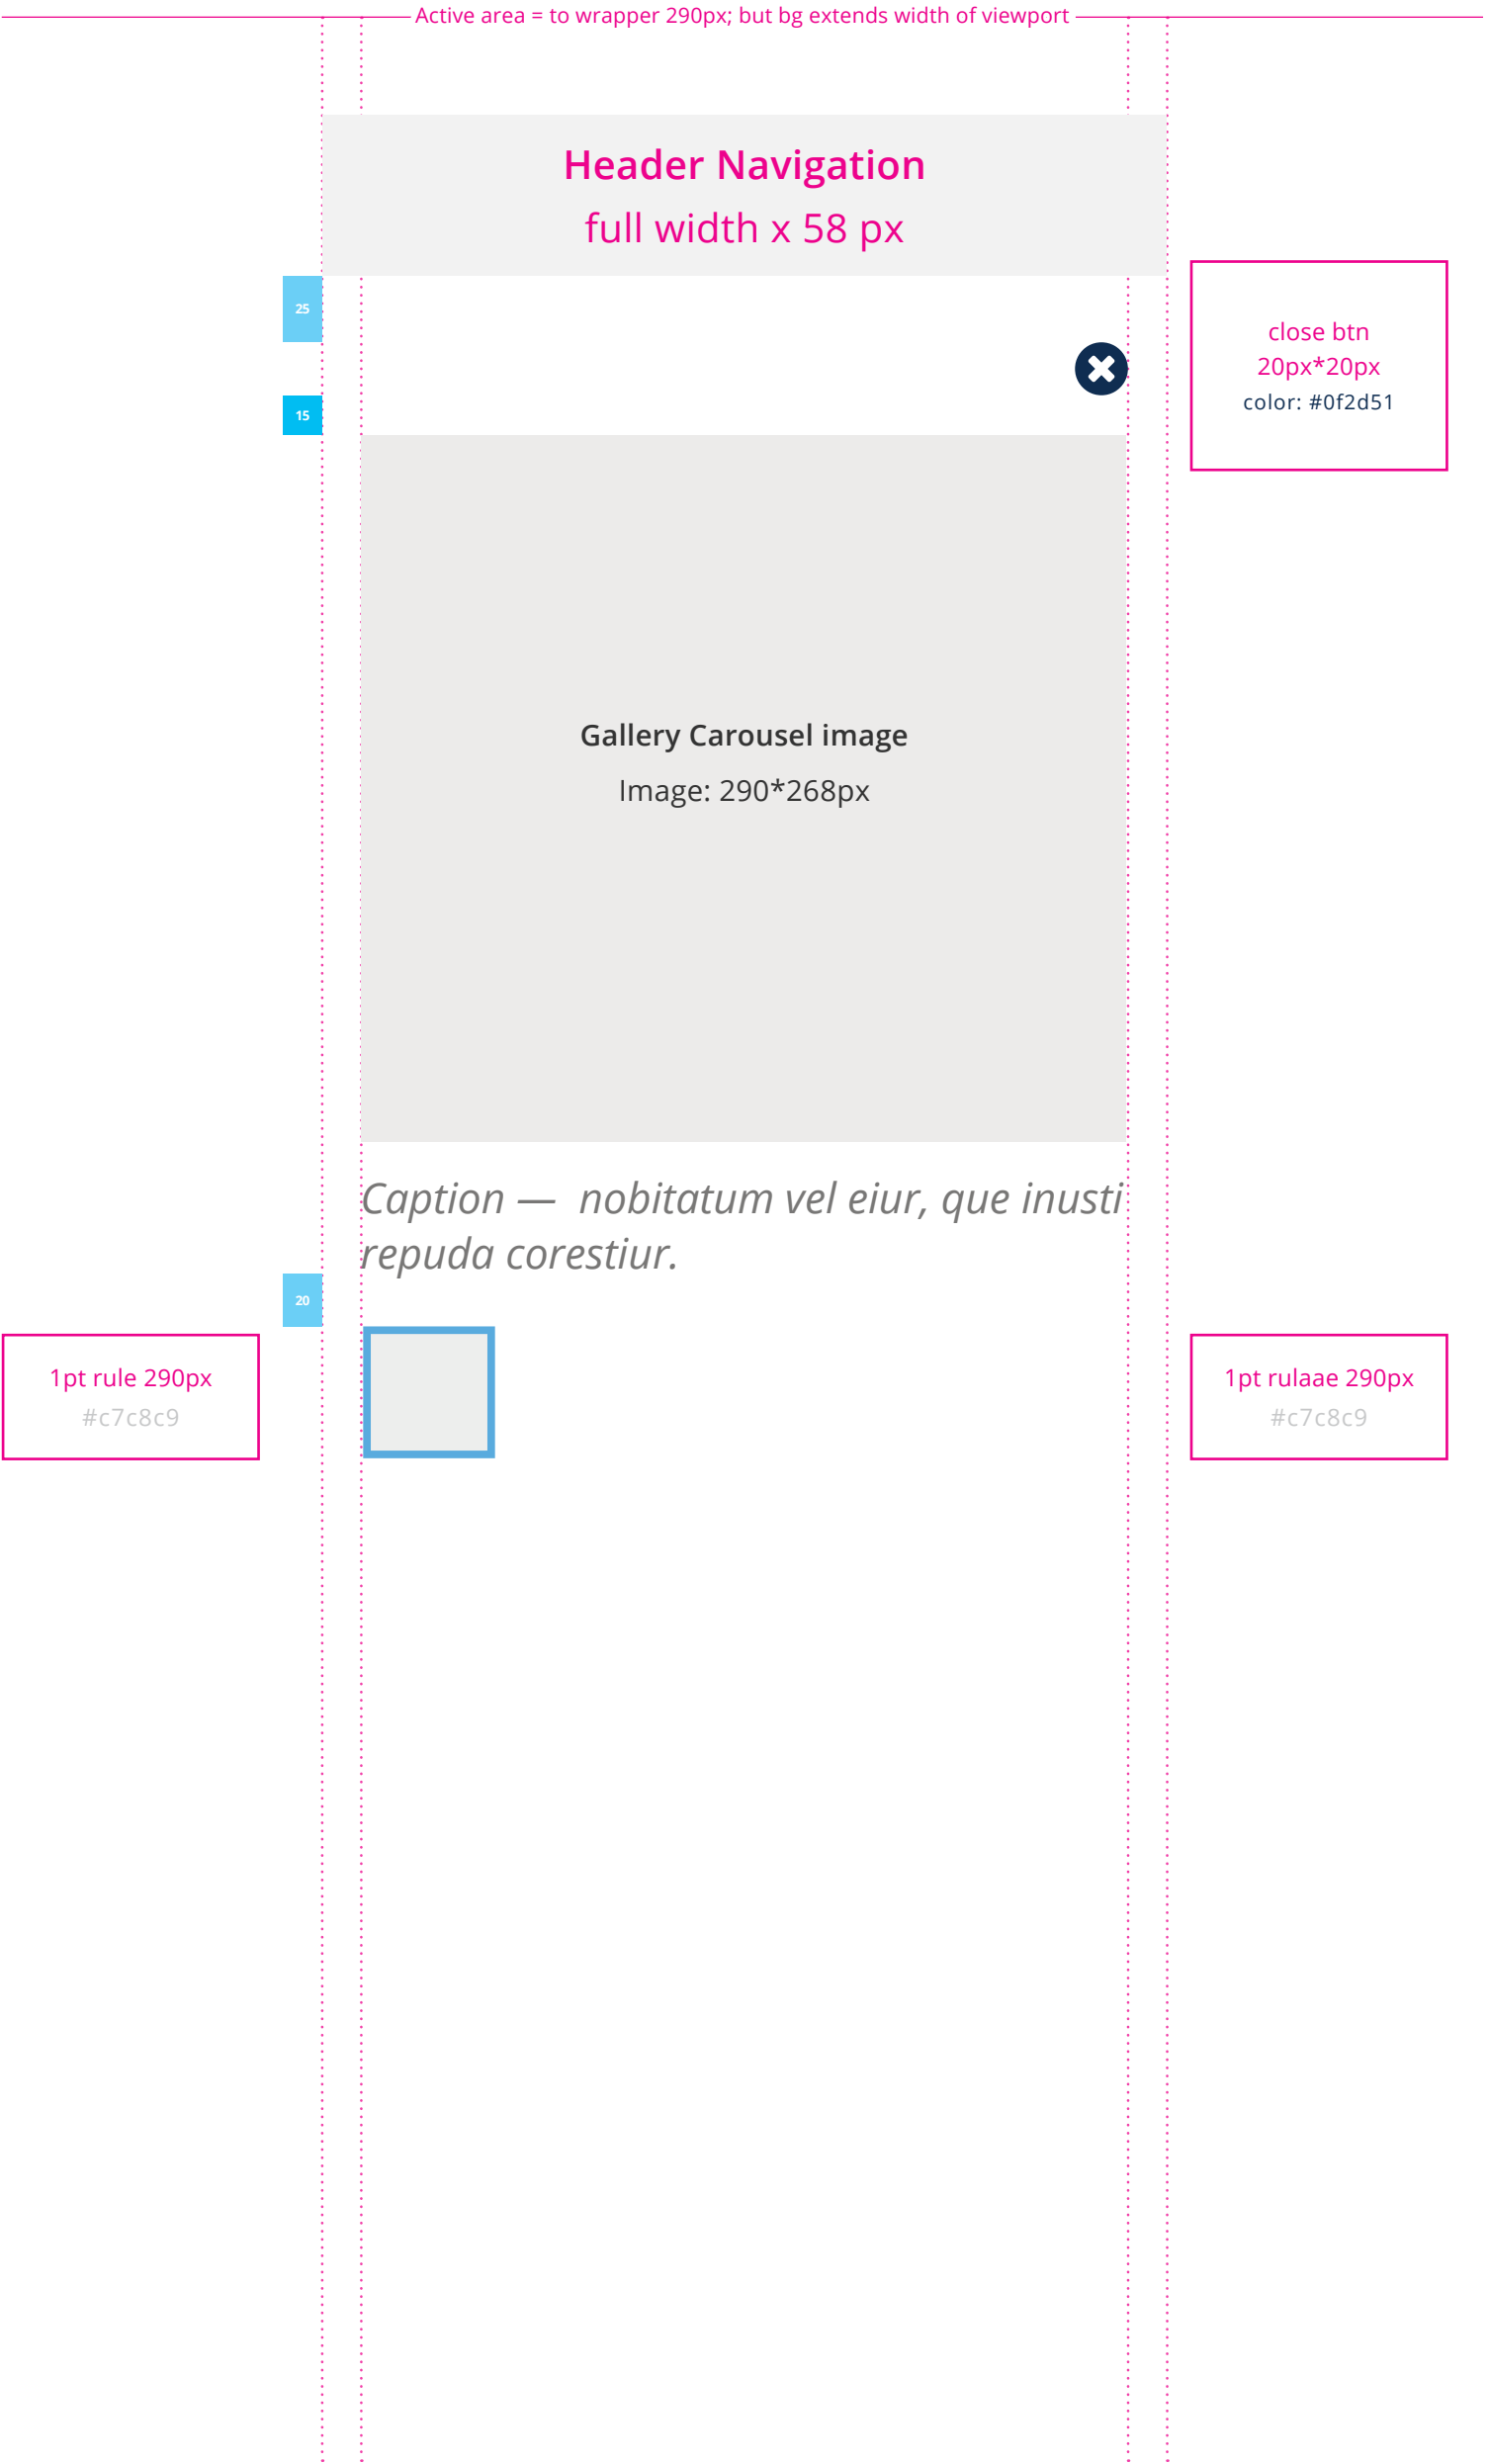 Active area = to wrapper 290px; but bg extends width of viewport
Header Navigation
full width x 58 px
25
close btn
20px*20px
color: #0f2d51
15
Gallery Carousel image
Image: 290*268px
Caption —  nobitatum vel eiur, que inusti
repuda corestiur.
20
1pt rule 290px
#c7c8c9
1pt rulaae 290px
#c7c8c9